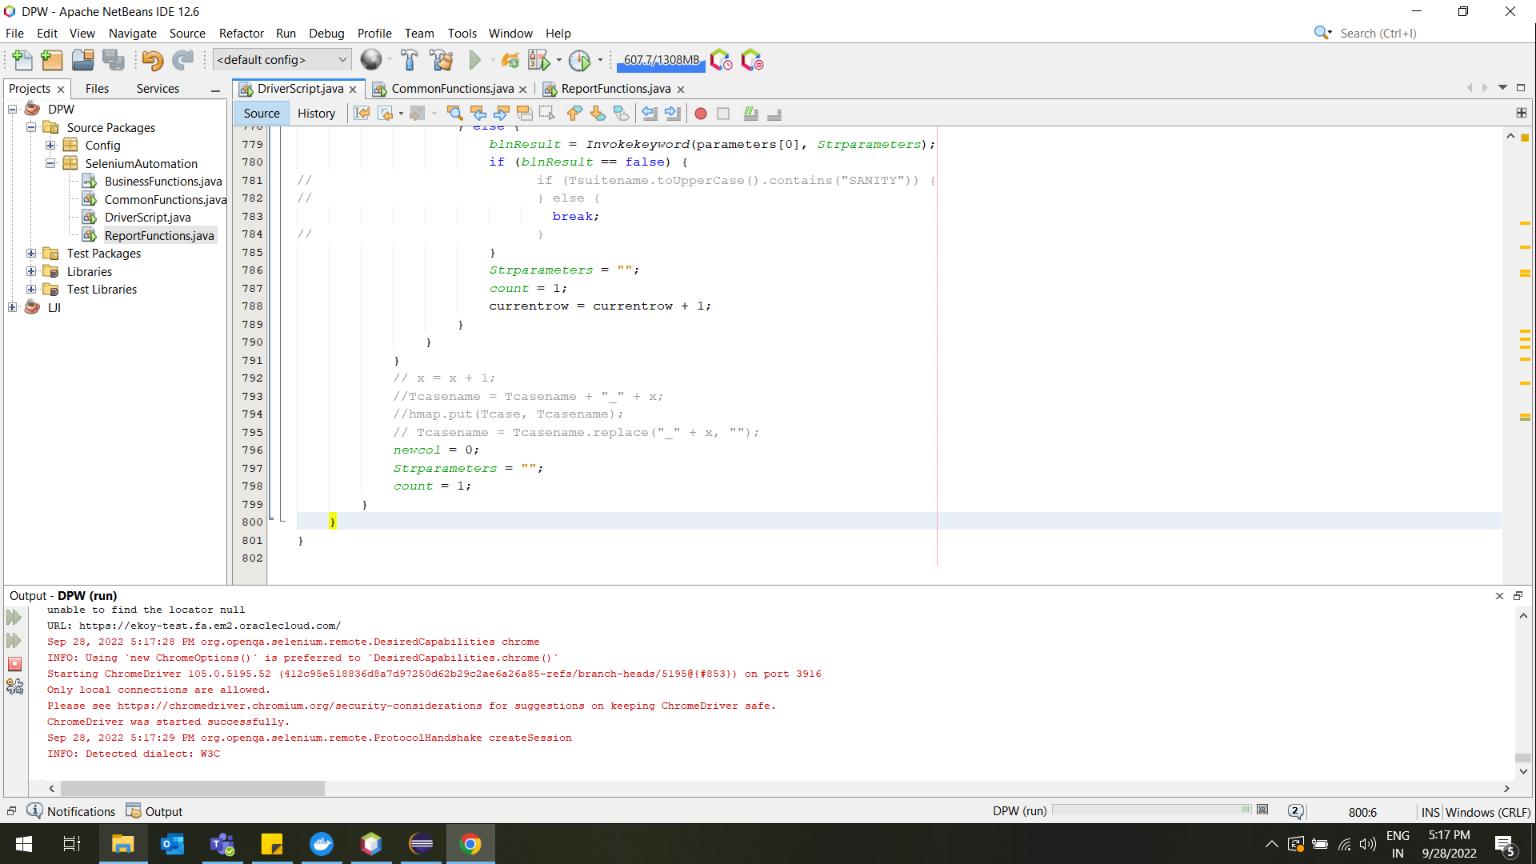 DPW - Apache NetBeans IDE 12.6
File Edit View Navigate Source Refactor Run Debug Profile Team Tools Window Help
Search (Ctrl+I)
<default config>
607.7/1308MB
Projects Files Services
DriverScript.java CommonFunctions.java ReportFunctions.java
Source History
DPW
Source Packages
Config
SeleniumAutomation
BusinessFunctions.java
CommonFunctions.java
DriverScript.java
ReportFunctions.java
Test Packages
Libraries
Test Libraries
IJI
778 } else {
779 blnResult = Invokekeyword(parameters[0], Strparameters);
780 if (blnResult == false) {
781 // if (Tsuitename.toUpperCase().contains("SANITY")) {
782 // } else {
783 break;
784 // }
785 }
786 Strparameters = "";
787 count = 1;
788 currentrow = currentrow + 1;
789 }
790 }
791 }
792 // x = x + 1;
793 //Tcasename = Tcasename + "_" + x;
794 //hmap.put(Tcase, Tcasename);
795 // Tcasename = Tcasename.replace("_" + x, "");
796 newcol = 0;
797 Strparameters = "";
798 count = 1;
799 }
800 }
801 }
802
Output - DPW (run)
unable to find the locator null
URL: https://ekoy-test.fa.em2.oraclecloud.com/
Sep 28, 2022 5:17:28 PM org.openqa.selenium.remote.DesiredCapabilities chrome
INFO: Using `new ChromeOptions()` is preferred to `DesiredCapabilities.chrome()`
Starting ChromeDriver 105.0.5195.52 (412c95e518836d8a7d97250d62b29c2ae6a26a85-refs/branch-heads/5195@{#853}) on port 3916
Only local connections are allowed.
Please see https://chromedriver.chromium.org/security-considerations for suggestions on keeping ChromeDriver safe.
ChromeDriver was started successfully.
Sep 28, 2022 5:17:29 PM org.openqa.selenium.remote.ProtocolHandshake createSession
INFO: Detected dialect: W3C
Notifications Output
DPW (run) 2 800:6 INS Windows (CRLF)
ENG
IN
5:17 PM
9/28/2022
5